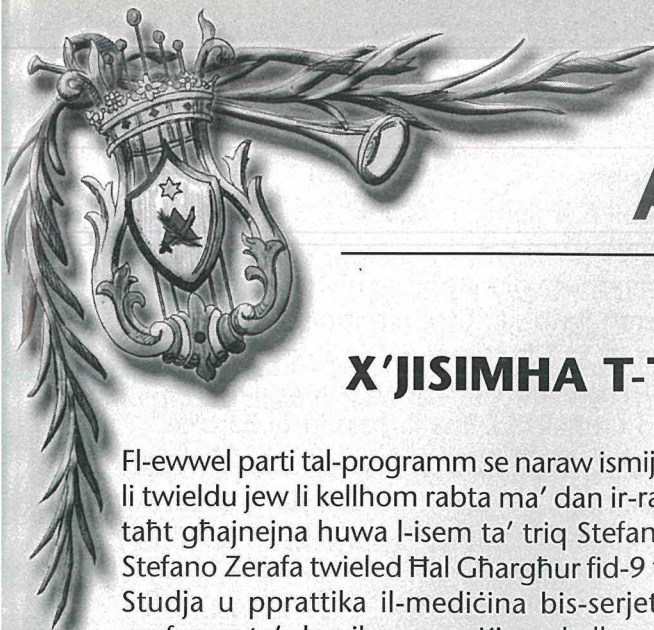 X'JISIMHA T-
Fl-ewwel parti tal-programm se naraw ismij
li twieldu jew li kellhom rabta ma' dan ir-ra
taħt għajnejna huwa l-isem ta' triq Stefan
Stefano Zerafa twieled Ħal Għargħur fid-9
Studja u pprattika il-mediċina bis-serjet